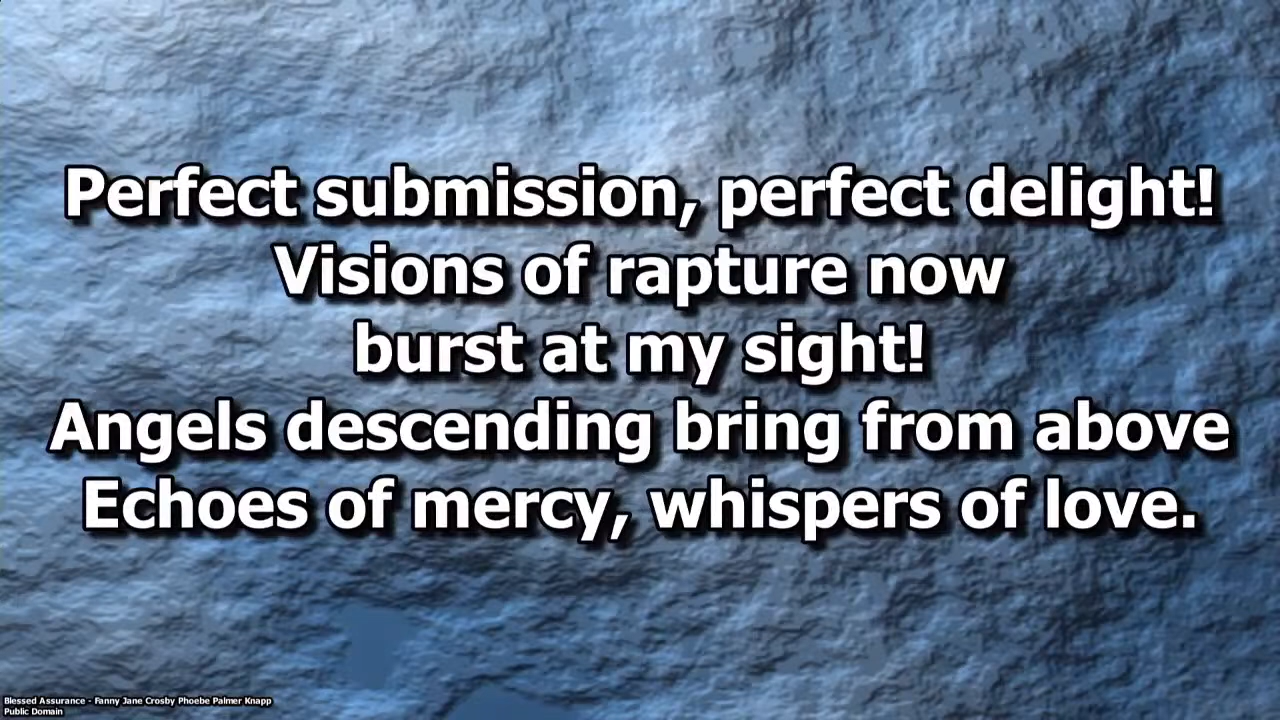 Perfect submission, perfect delight!
Visions of rapture now
burst at my sight!
Angels descending bring from above
Echoes of mercy, whispers of love.
Blessed Assurance - Fanny Jane Crosby Phoebe Palmer Knapp
Public Domain